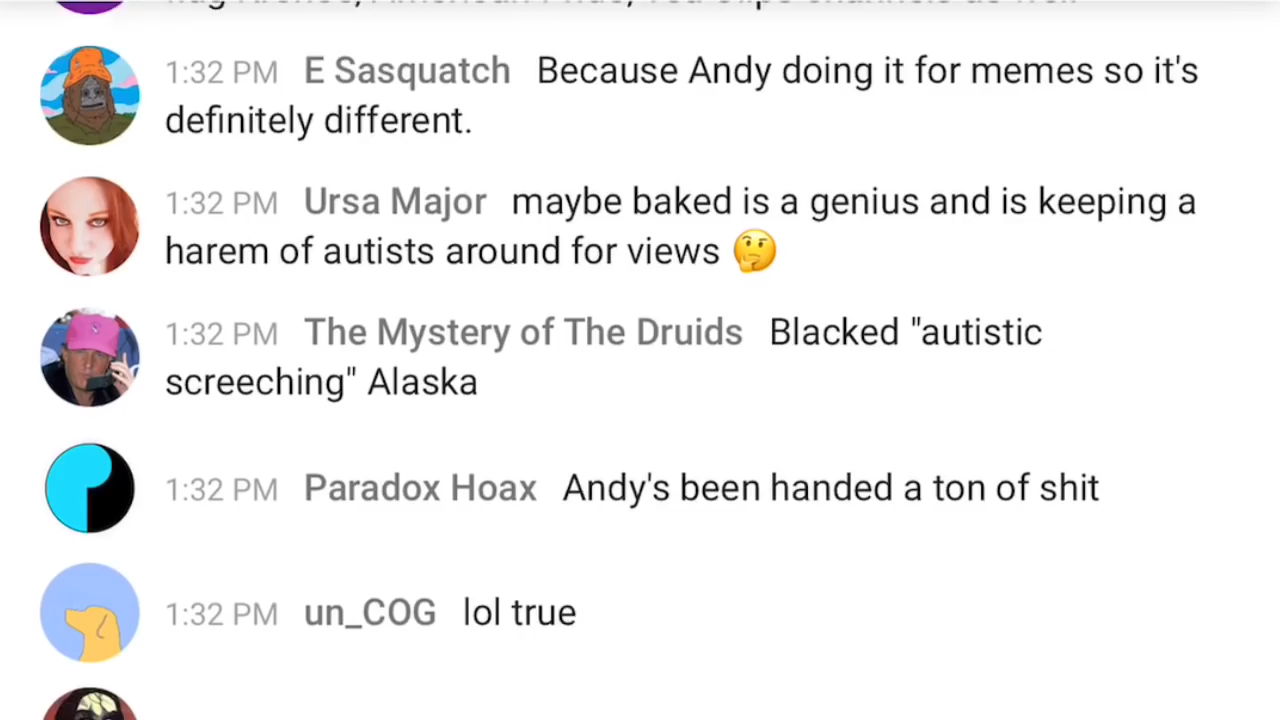 1:32 PM E Sasquatch Because Andy doing it for memes so it's
definitely different.
1:32 PM Ursa Major maybe baked is a genius and is keeping a
harem of autists around for views 🤔
1:32 PM The Mystery of The Druids Blacked "autistic
screeching" Alaska
1:32 PM Paradox Hoax Andy's been handed a ton of shit
1:32 PM un_COG lol true